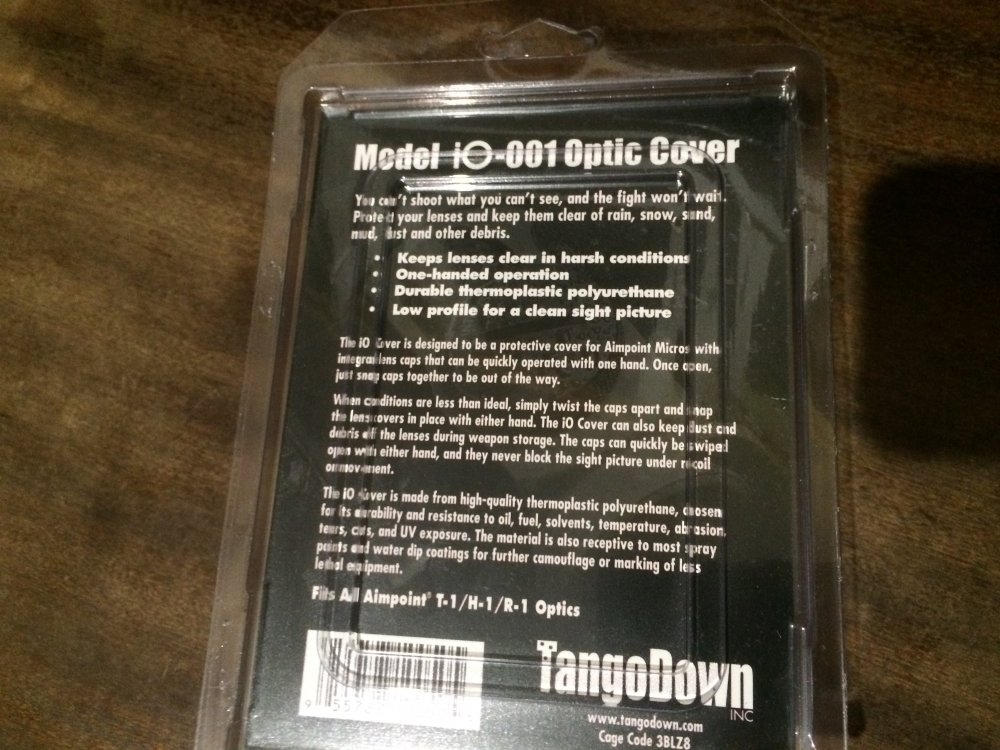 Model iO-001 Optic Cover
You can't shoot what you can't see, and the fight won't wait.
Protect your lenses and keep them clear of rain, snow, sand,
mud, dust and other debris.
• Keeps lenses clear in harsh conditions
• One-handed operation
• Durable thermoplastic polyurethane
• Low profile for a clean sight picture
The iO Cover is designed to be a protective cover for Aimpoint Micros with
integral lens caps that can be quickly operated with one hand. Once open,
just snap caps together to be out of the way.
When conditions are less than ideal, simply twist the caps apart and snap
the lens covers in place with either hand. The iO Cover can also keep dust and
debris off the lenses during weapon storage. The caps can quickly be swiped
open with either hand, and they never block the sight picture under recoil
or movement.
The iO Cover is made from high-quality thermoplastic polyurethane, chosen
for its durability and resistance to oil, fuel, solvents, temperature, abrasion,
tears, cuts, and UV exposure. The material is also receptive to most spray
paints and water dip coatings for further camouflage or marking of less
lethal equipment.
Fits All Aimpoint® T-1/H-1/R-1 Optics
TangoDown
INC
www.tangodown.com
Cage Code 3BLZ8